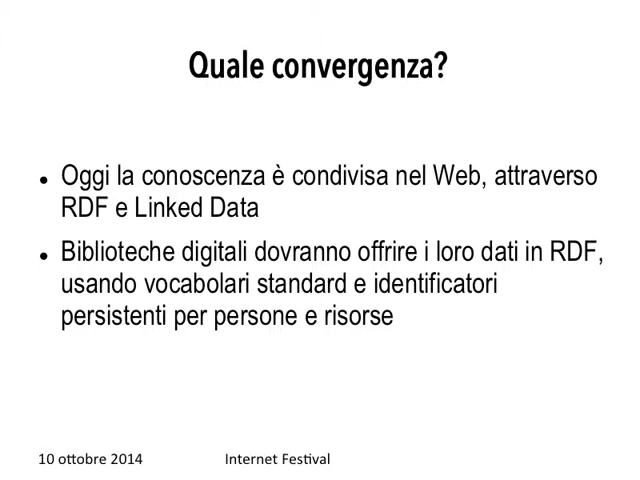 Quale convergenza?
● Oggi la conoscenza è condivisa nel Web, attraverso
RDF e Linked Data
● Biblioteche digitali dovranno offrire i loro dati in RDF,
usando vocabolari standard e identificatori
persistenti per persone e risorse
10 ottobre 2014
Internet Festival